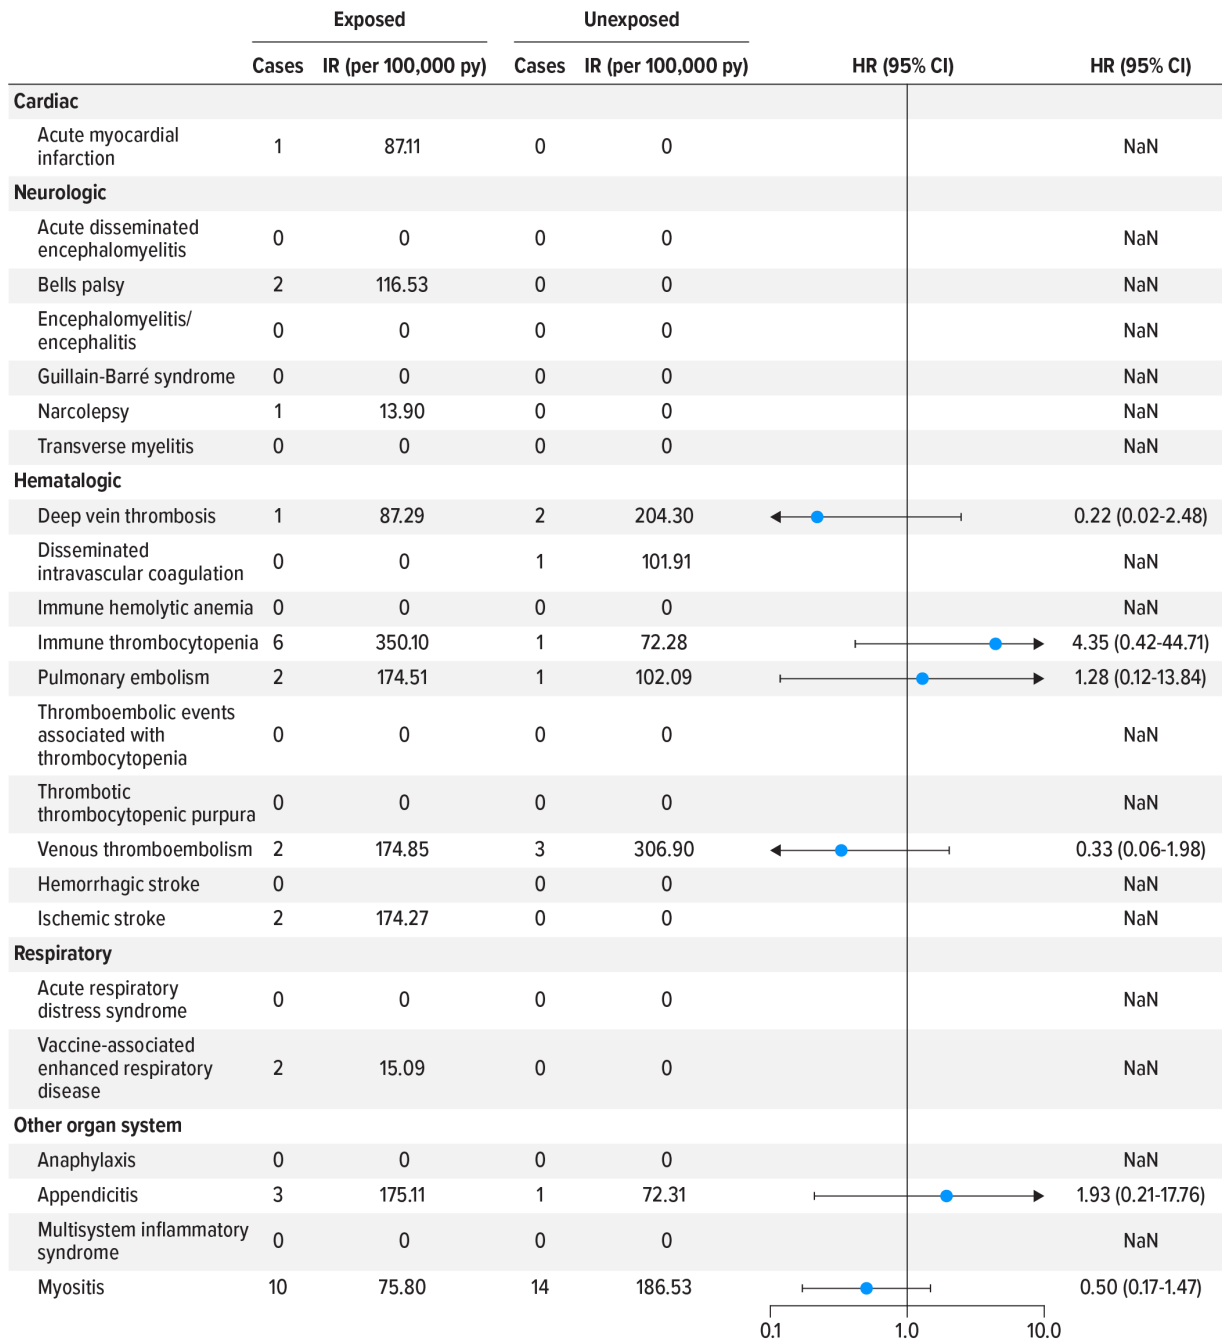 Exposed Unexposed
Cases IR (per 100,000 py) Cases IR (per 100,000 py) HR (95% CI) HR (95% CI)
Cardiac
Acute myocardial
infarction 1 87.11 0 0 NaN
Neurologic
Acute disseminated
encephalomyelitis 0 0 0 0 NaN
Bells palsy 2 116.53 0 0 NaN
Encephalomyelitis/
encephalitis 0 0 0 0 NaN
Guillain-Barré syndrome 0 0 0 0 NaN
Narcolepsy 1 13.90 0 0 NaN
Transverse myelitis 0 0 0 0 NaN
Hematalogic
Deep vein thrombosis 1 87.29 2 204.30 0.22 (0.02-2.48)
Disseminated
intravascular coagulation 0 0 1 101.91 NaN
Immune hemolytic anemia 0 0 0 0 NaN
Immune thrombocytopenia 6 350.10 1 72.28 4.35 (0.42-44.71)
Pulmonary embolism 2 174.51 1 102.09 1.28 (0.12-13.84)
Thromboembolic events
associated with
thrombocytopenia 0 0 0 0 NaN
Thrombotic
thrombocytopenic purpura 0 0 0 0 NaN
Venous thromboembolism 2 174.85 3 306.90 0.33 (0.06-1.98)
Hemorrhagic stroke 0 0 0 NaN
Ischemic stroke 2 174.27 0 0 NaN
Respiratory
Acute respiratory
distress syndrome 0 0 0 0 NaN
Vaccine-associated
enhanced respiratory
disease 2 15.09 0 0 NaN
Other organ system
Anaphylaxis 0 0 0 0 NaN
Appendicitis 3 175.11 1 72.31 1.93 (0.21-17.76)
Multisystem inflammatory
syndrome 0 0 0 0 NaN
Myositis 10 75.80 14 186.53 0.50 (0.17-1.47)
0.1 1.0 10.0